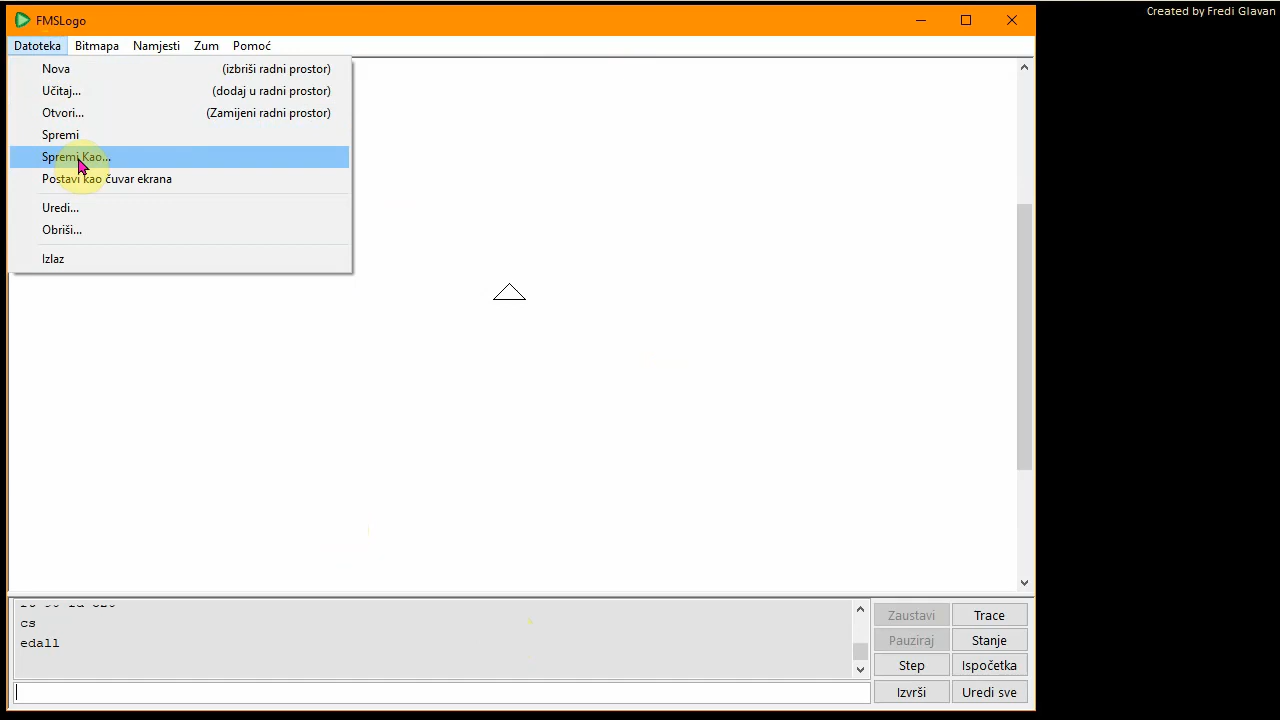 Created by Fredi Glavan
FMSLogo
Datoteka Bitmapa Namjesti Zum Pomoć
Nova (izbriši radni prostor)
Učitaj... (dodaj u radni prostor)
Otvori... (Zamijeni radni prostor)
Spremi
Spremi Kao...
Postavi kao čuvar ekrana
Uredi...
Obriši...
Izlaz
cs
edall
Zaustavi Trace
Pauziraj Stanje
Step Ispočetka
Izvrši Uredi sve